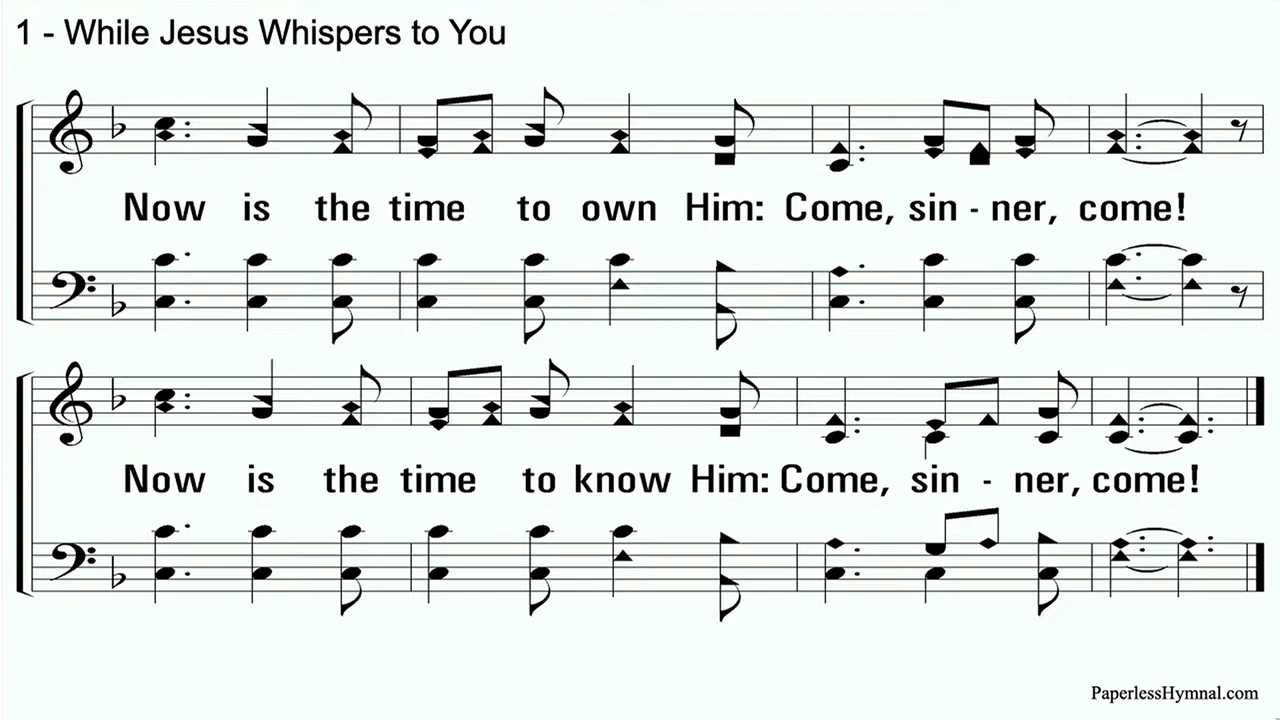 1 - While Jesus Whispers to You
Now is the time to own Him: Come, sin - ner, come!
Now is the time to know Him: Come, sin - ner, come!
PaperlessHymnal.com